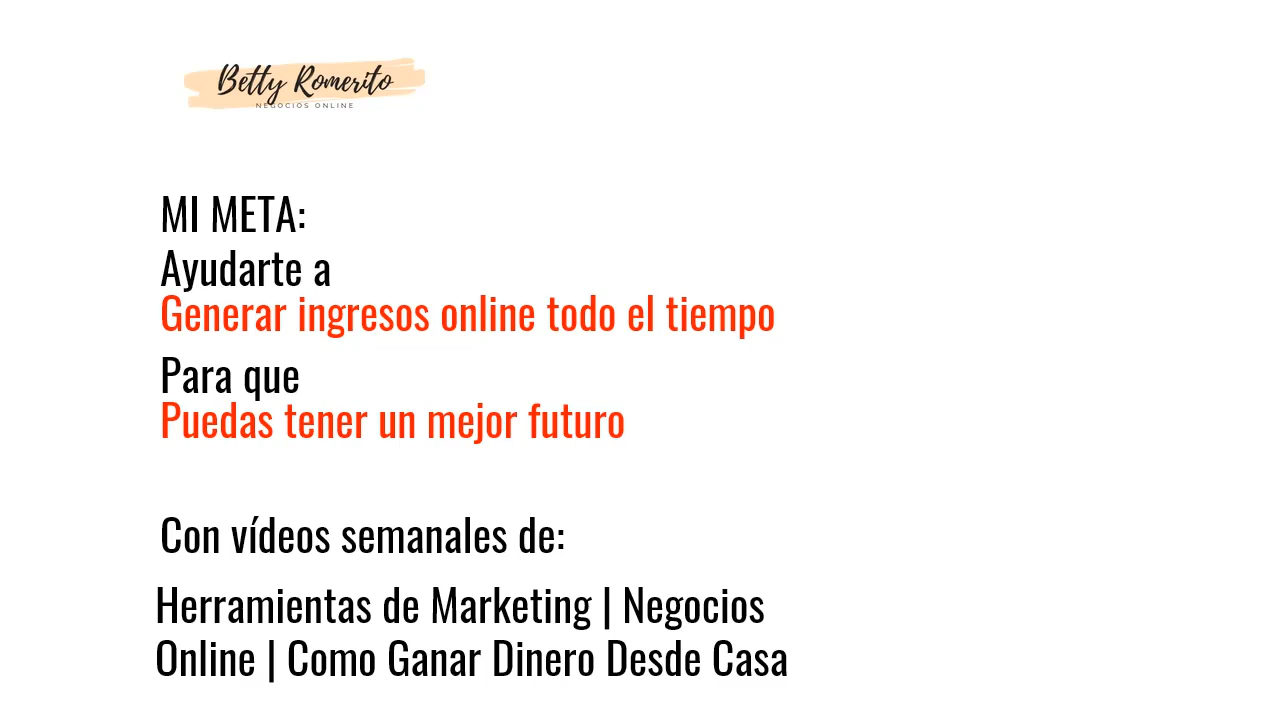 Betty Romerito
NEGOCIOS ONLINE
MI META:
Ayudarte a
Generar ingresos online todo el tiempo
Para que
Puedas tener un mejor futuro
Con vídeos semanales de:
Herramientas de Marketing | Negocios
Online | Como Ganar Dinero Desde Casa